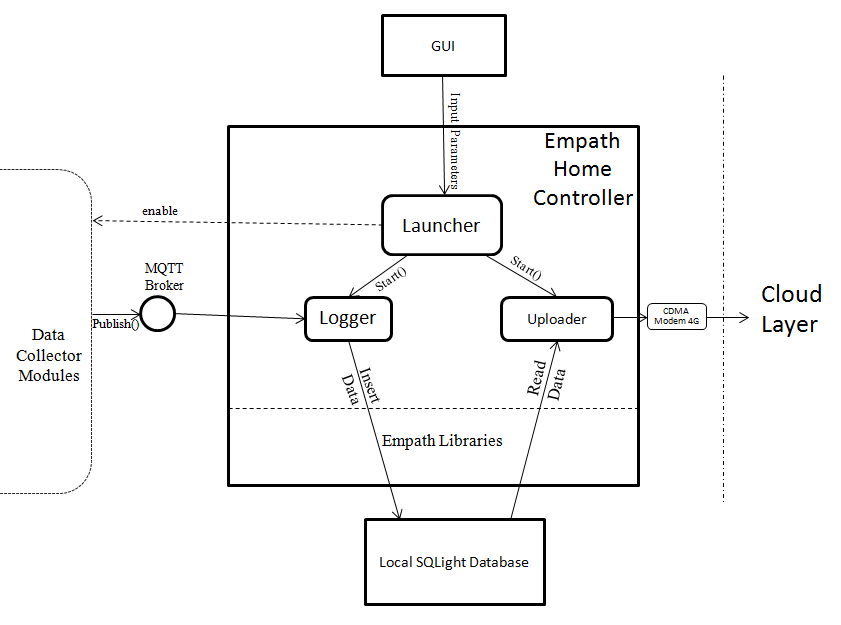 GUI
Input Parameters
Empath
Home
Controller
enable
Launcher
Start()
Start()
MQTT
Broker
Publish()
Logger
Uploader
CDMA
Modem 4G
Cloud
Layer
Data
Collector
Modules
Insert
Data
Read
Data
Empath Libraries
Local SQLight Database